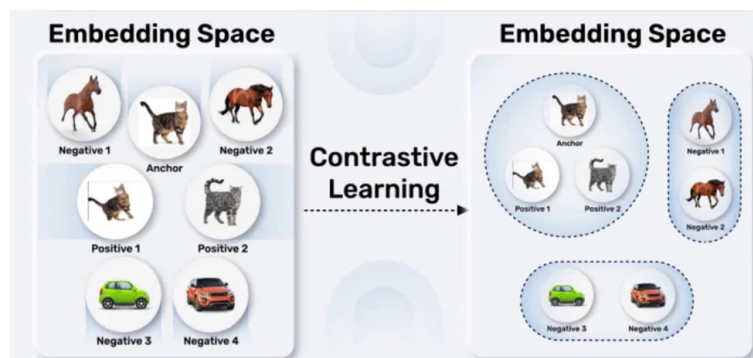 Embedding Space
Negative 1
Anchor
Negative 2
Positive 1
Positive 2
Negative 3
Negative 4
Contrastive
Learning
Embedding Space
Anchor
Positive 1
Positive 2
Negative 1
Negative 2
Negative 3
Negative 4